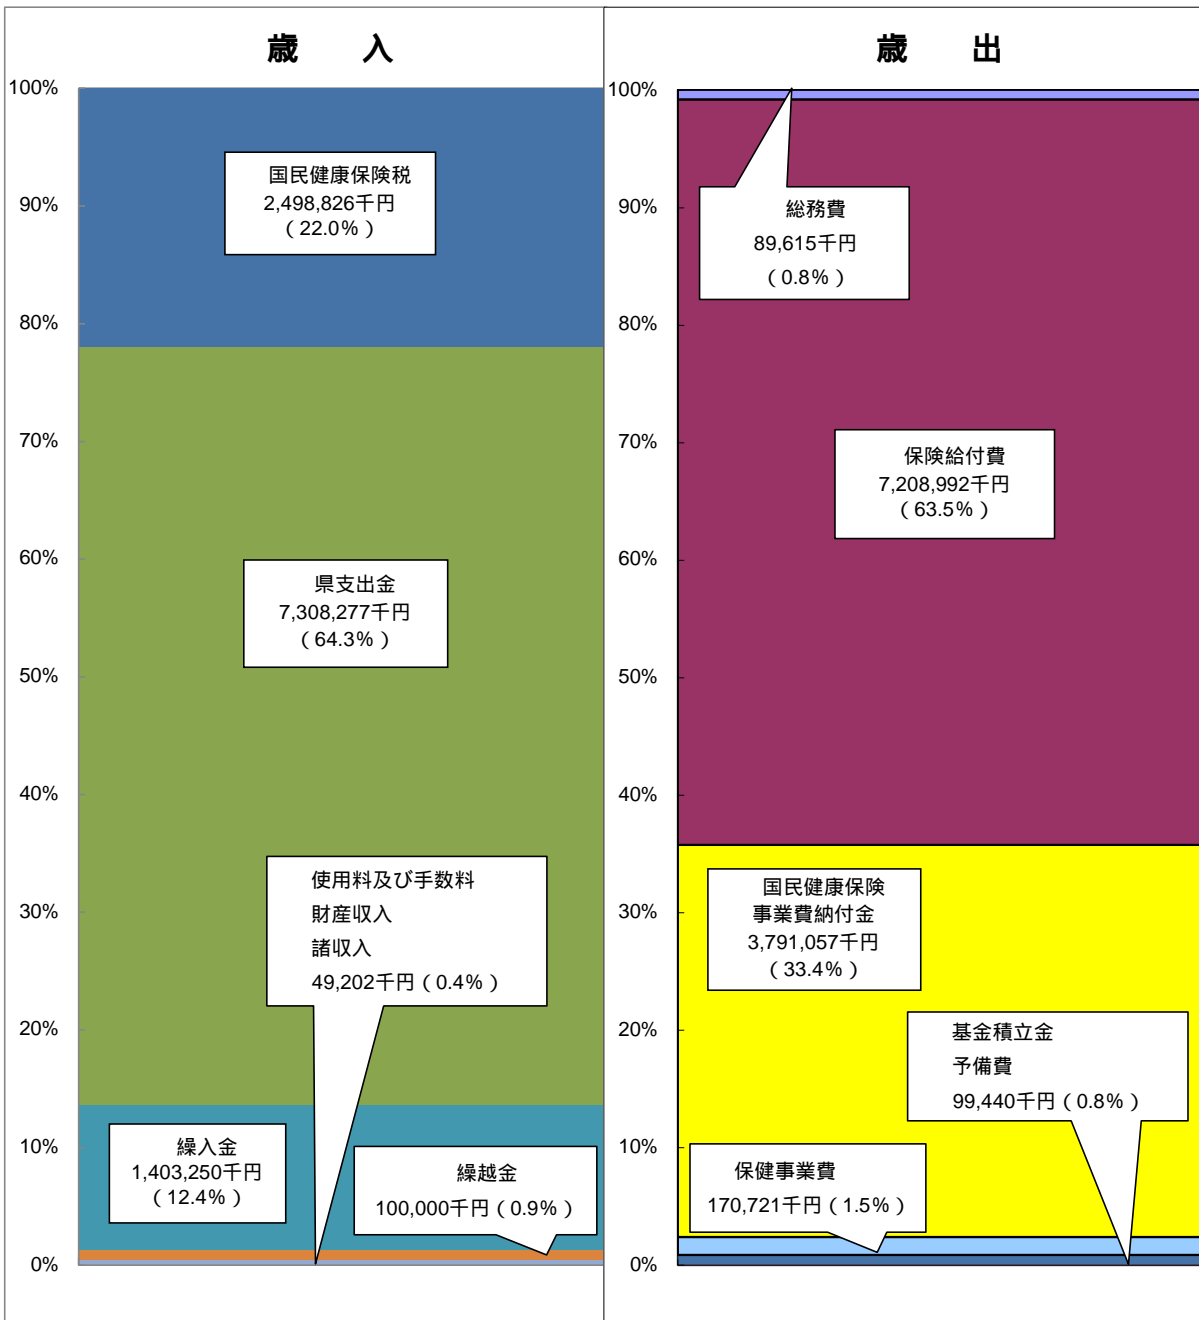 歳　入
100%
90%
80%
70%
60%
50%
40%
30%
20%
10%
0%
国民健康保険税
2,498,826千円
（22.0%）
県支出金
7,308,277千円
（64.3%）
使用料及び手数料
財産収入
諸収入
49,202千円（0.4%）
繰入金
1,403,250千円
（12.4%）
繰越金
100,000千円（0.9%）
歳　出
100%
90%
80%
70%
60%
50%
40%
30%
20%
10%
0%
総務費
89,615千円
（0.8%）
保険給付費
7,208,992千円
（63.5%）
国民健康保険
事業費納付金
3,791,057千円
（33.4%）
基金積立金
予備費
99,440千円（0.8%）
保健事業費
170,721千円（1.5%）